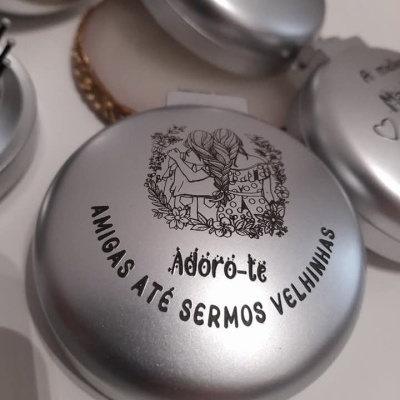 Adoro-te
AMIGAS ATÉ SERMOS VELHINHAS
A